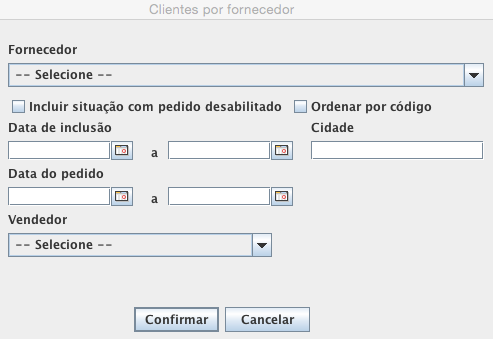 Clientes por fornecedor
Fornecedor
-- Selecione --
Incluir situação com pedido desabilitado Ordenar por código
Data de inclusão Cidade
a
Data do pedido
a
Vendedor
-- Selecione --
Confirmar Cancelar